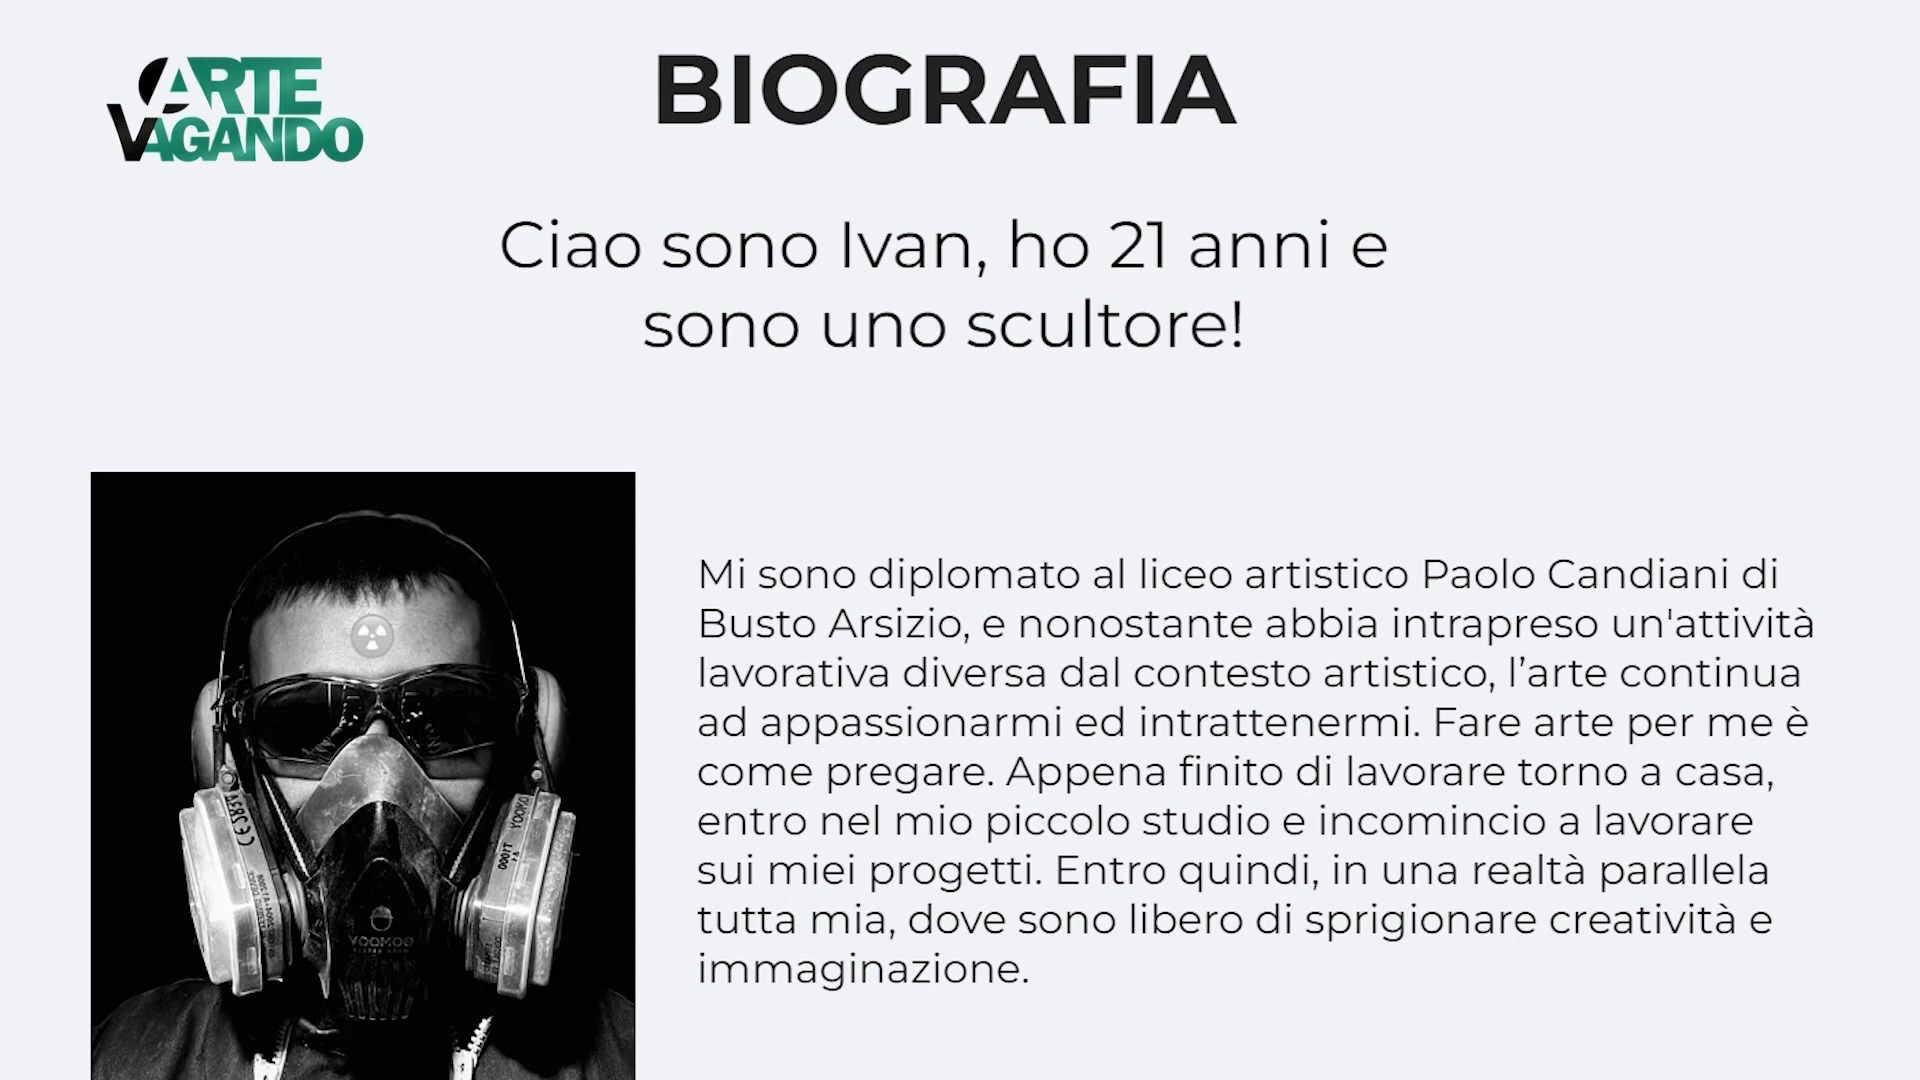 ARTE
VAGANDO
BIOGRAFIA
Ciao sono Ivan, ho 21 anni e
sono uno scultore!
Mi sono diplomato al liceo artistico Paolo Candiani di
Busto Arsizio, e nonostante abbia intrapreso un'attività
lavorativa diversa dal contesto artistico, l’arte continua
ad appassionarmi ed intrattenermi. Fare arte per me è
come pregare. Appena finito di lavorare torno a casa,
entro nel mio piccolo studio e incomincio a lavorare
sui miei progetti. Entro quindi, in una realtà parallela
tutta mia, dove sono libero di sprigionare creatività e
immaginazione.